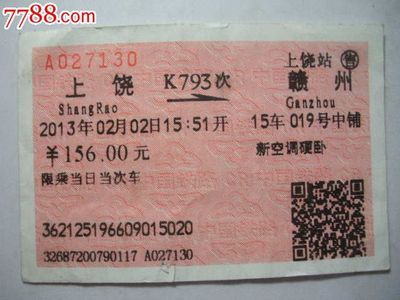 7788.com
A027130
上饶站 售
上饶 K793次 赣州
ShangRao Ganzhou
2013年02月02日15:51开 15车 019号中铺
￥156.00元 新空调硬卧
限乘当日当次车
362125196609015020
32687200790117 A027130